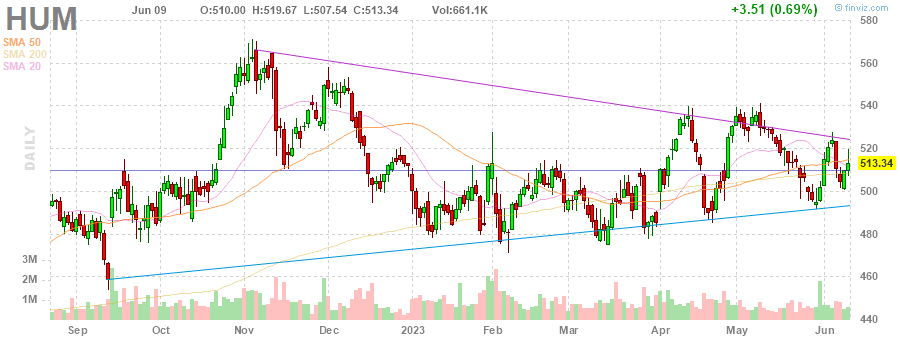 HUM
Jun 09 O:510.00 H:519.67 L:507.54 C:513.34 Vol:661.1K +3.51 (0.69%)
© finviz.com
SMA 50
SMA 200
SMA 20
DAILY
580
560
540
520
513.34
500
480
460
440
3M
2M
1M
Sep Oct Nov Dec 2023 Feb Mar Apr May Jun